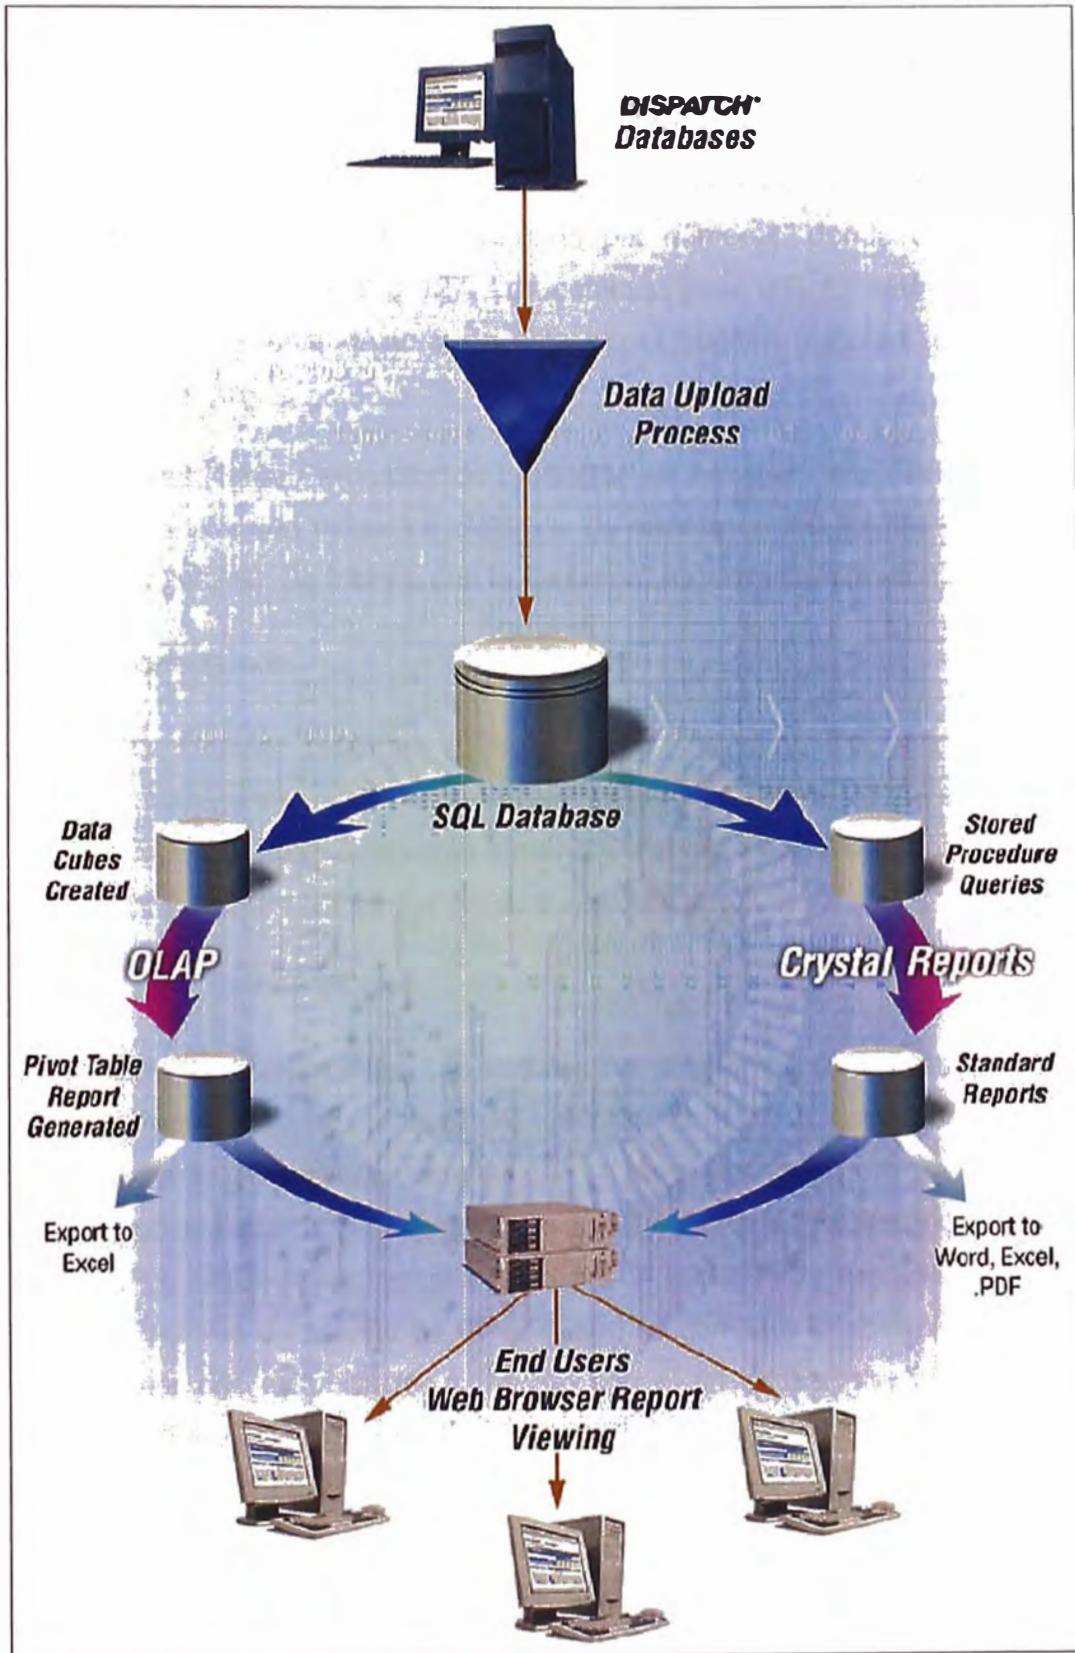 DISPATCH
Databases
Data Upload
Process
SQL Database
Data
Cubes
Created
Stored
Procedure
Queries
OLAP
Crystal Reports
Pivot Table
Report
Generated
Standard
Reports
Export to
Excel
Export to
Word, Excel,
.PDF
End Users
Web Browser Report
Viewing